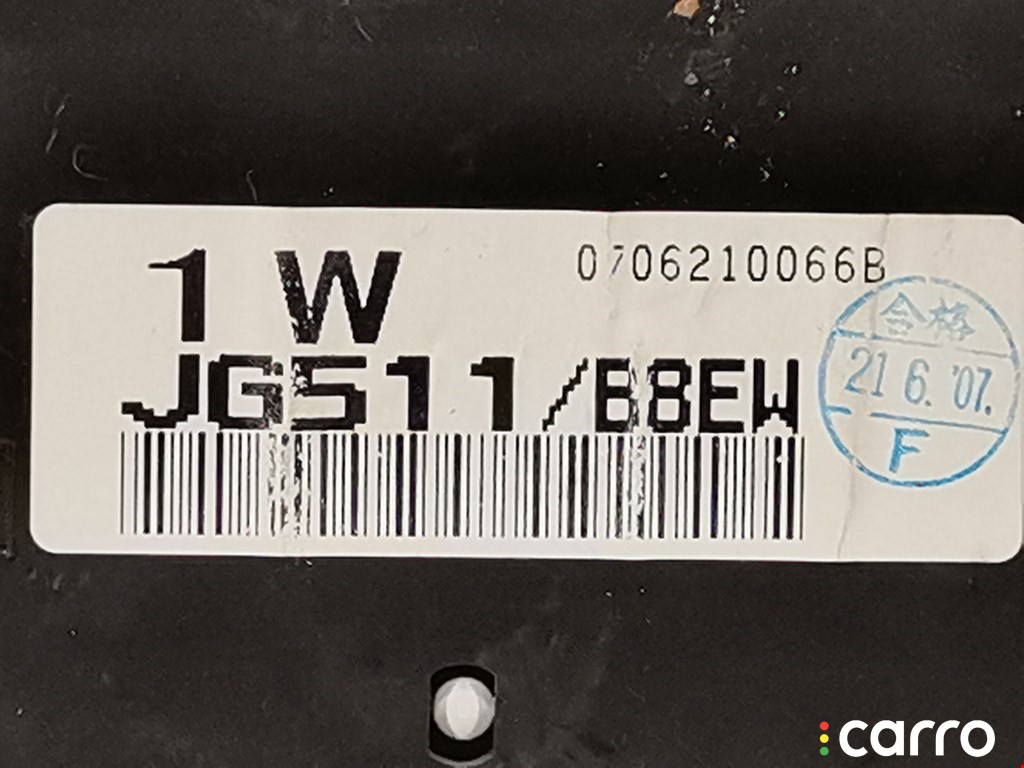 1 W
0706210066B
JG511/B8EW
合格
21 6. '07.
F
carro